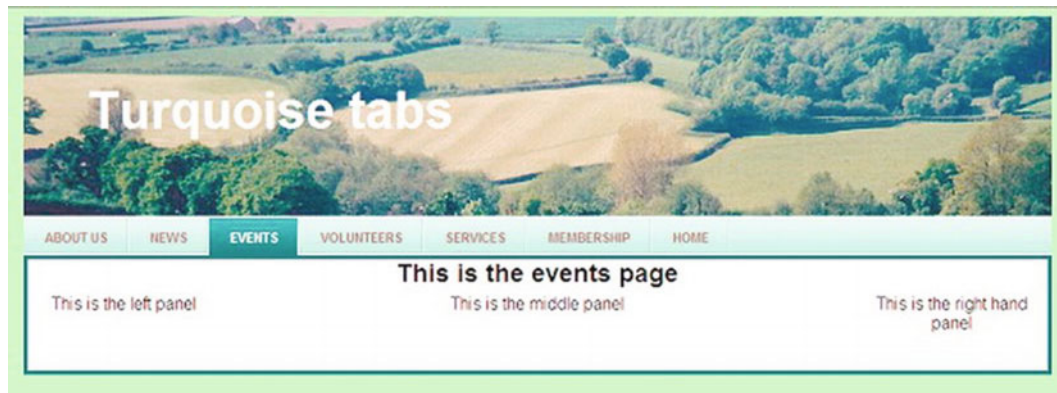 Turquoise tabs
ABOUT US NEWS EVENTS VOLUNTEERS SERVICES MEMBERSHIP HOME
This is the events page
This is the left panel
This is the middle panel
This is the right hand
panel